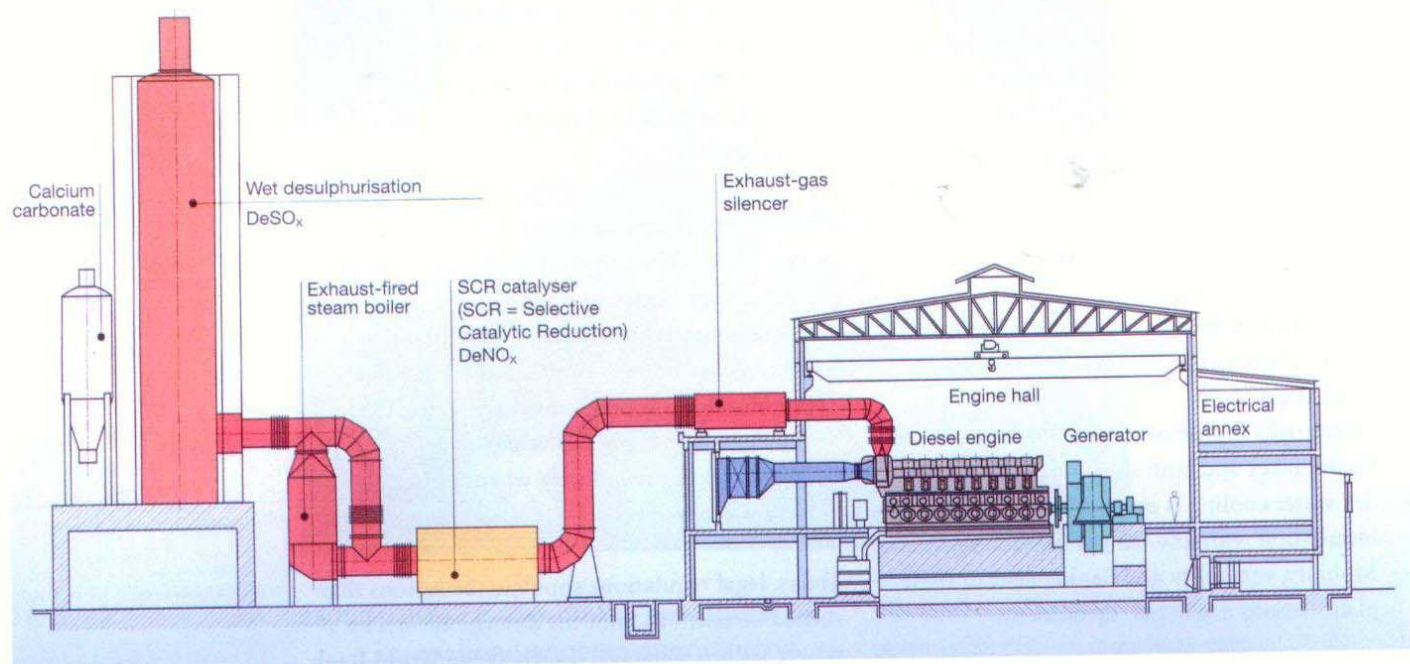 Calcium
carbonate
Wet desulphurisation
DeSOₓ
Exhaust-fired
steam boiler
SCR catalyser
(SCR = Selective
Catalytic Reduction)
DeNOₓ
Exhaust-gas
silencer
Engine hall
Diesel engine
Generator
Electrical
annex